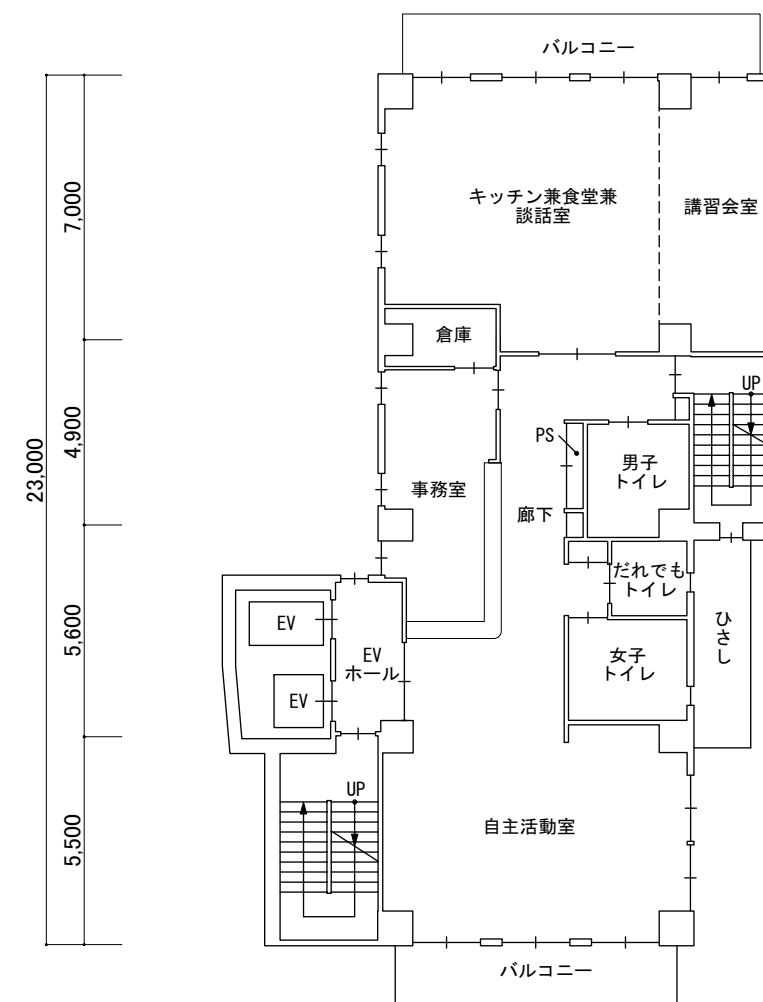 バルコニー
キッチン兼食堂兼
談話室
講習会室
7,000
倉庫
UP
PS
4,900
23,000
男子
トイレ
事務室
廊下
だれでも
トイレ
EV
ひさし
5,600
EV
ホール
女子
トイレ
EV
UP
自主活動室
5,500
バルコニー